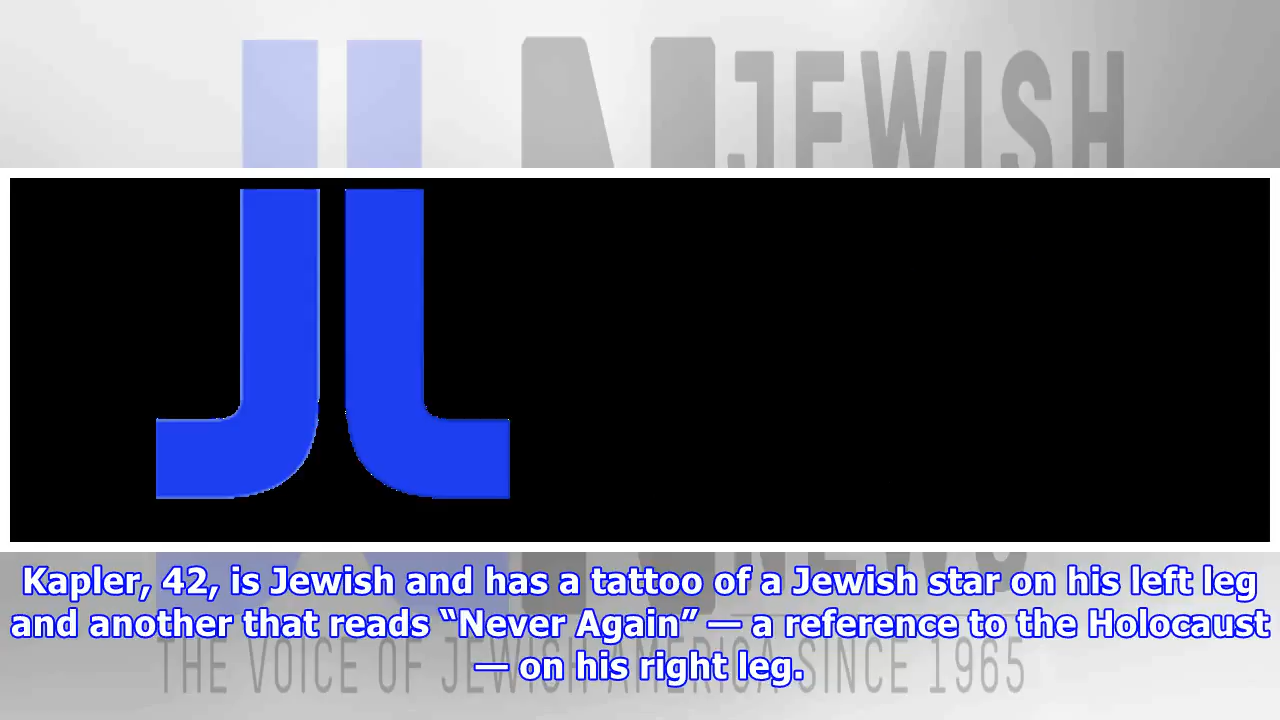 JEWISH
NEWS
Kapler, 42, is Jewish and has a tattoo of a Jewish star on his left leg
and another that reads “Never Again” — a reference to the Holocaust
— on his right leg.
THE VOICE OF JEWISH AMERICA SINCE 1965